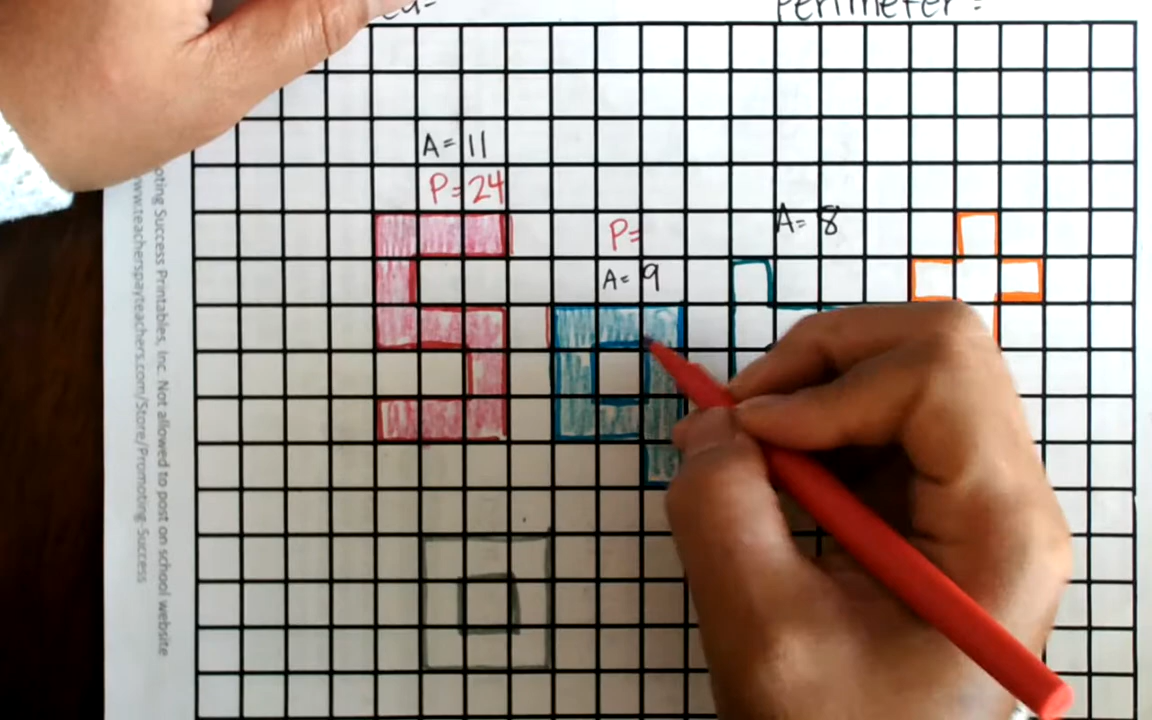 Perimeter =
A= 11
P=24
P=
A= 9
A= 8
oting Success Printables, Inc. Not allowed to post on school website
www.teacherspayteachers.com/Store/Promoting-Success